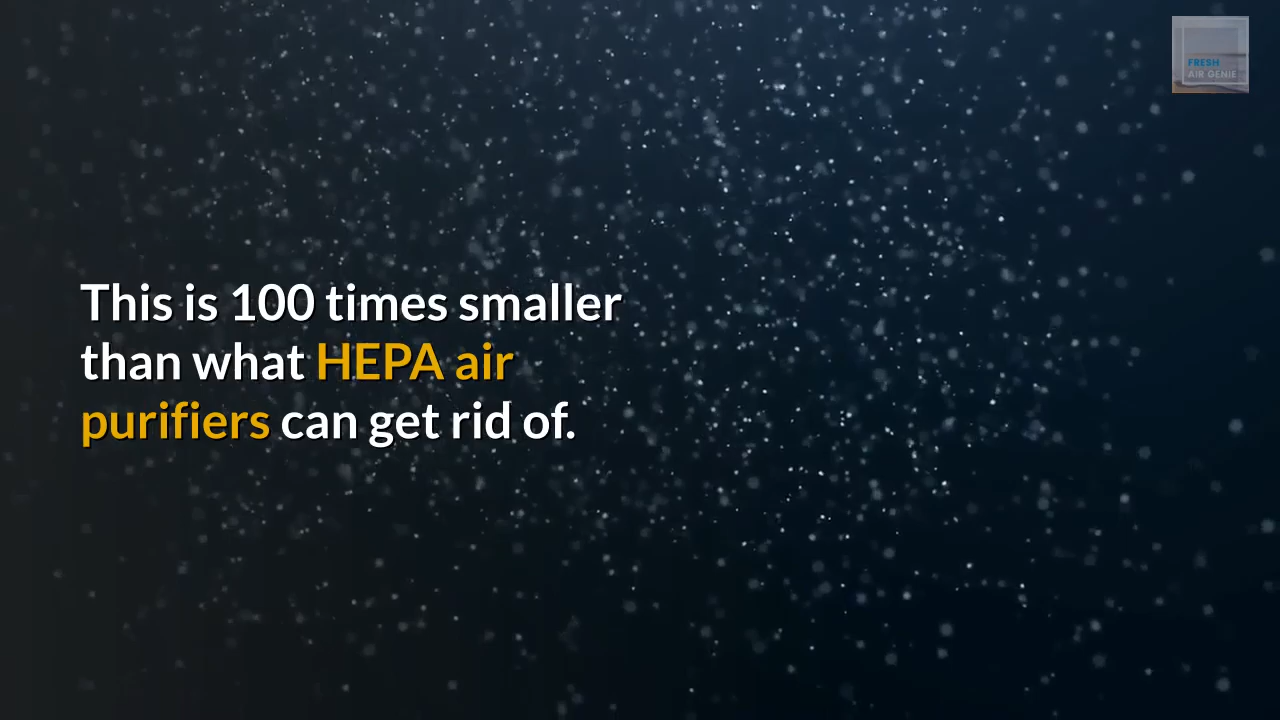 FRESH
AIR GENIE
This is 100 times smaller
than what HEPA air
purifiers can get rid of.